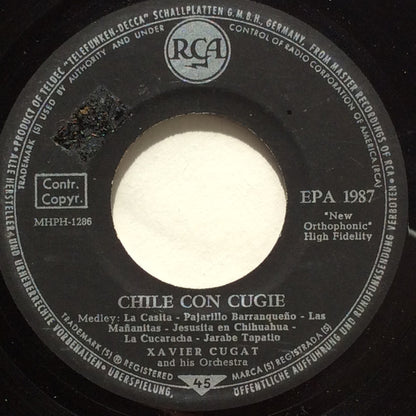 PRODUCT OF TELDEC "TELEFUNKEN-DECCA" SCHALLPLATTEN G.M.B.H., GERMANY, FROM MASTER RECORDINGS OF RCA
TRADEMARK (S) USED BY AUTHORITY AND UNDER CONTROL OF RADIO CORPORATION OF AMERICA (RCA)
RCA
Contr.
Copyr.
MHPH-1286
EPA 1987
"New
Orthophonic"
High Fidelity
CHILE CON CUGIE
Medley: La Casita - Pajarillo Barranqueño - Las
Mañanitas - Jesusita en Chihuahua -
La Cucaracha - Jarabe Tapatio
XAVIER CUGAT
and his Orchestra
TRADEMARK (S) ® REGISTERED
45
MARCA (S) REGISTRADA (S)
ALLE HERSTELLER- UND URHEBERRECHTE VORBEHALTEN · ÜBERSPIELUNG, ÖFFENTLICHE AUFFÜHRUNG UND RUNDFUNKSENDUNG VERBOTEN